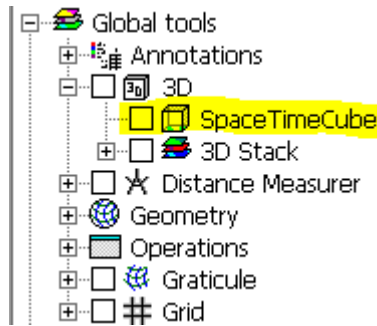 Global tools
Annotations
3D
SpaceTimeCube
3D Stack
Distance Measurer
Geometry
Operations
Graticule
Grid